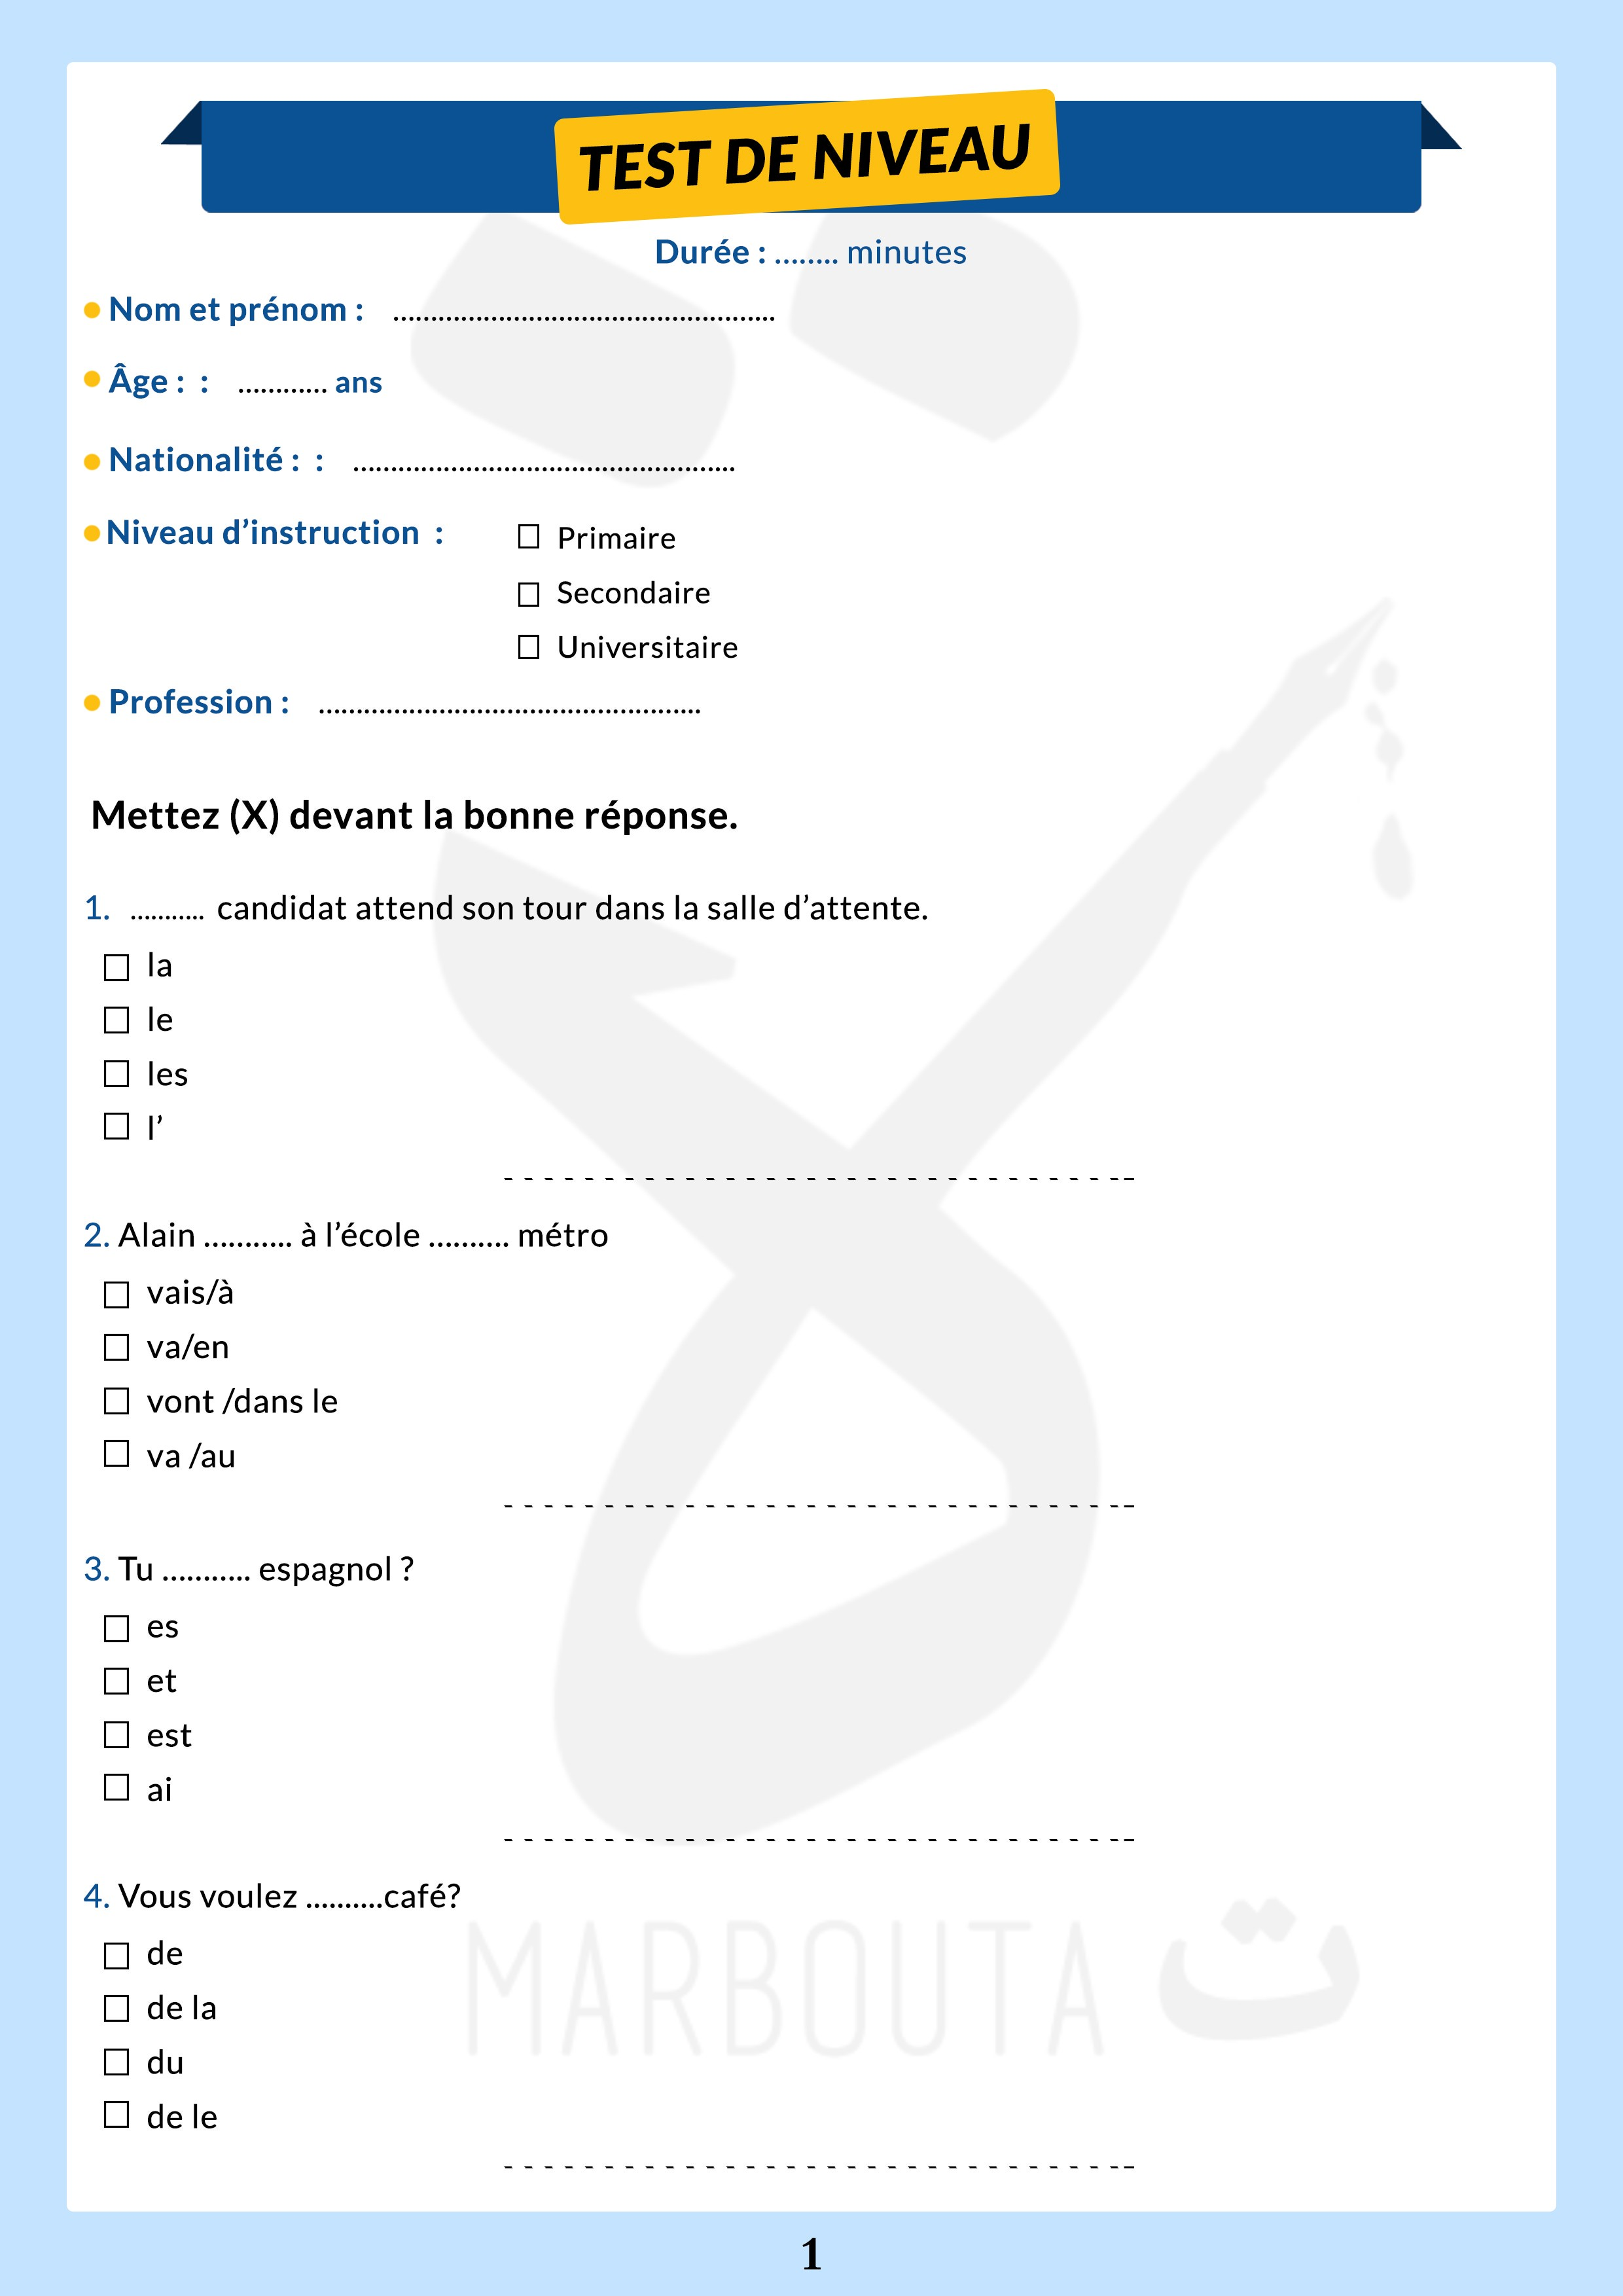 TEST DE NIVEAU
Durée : ........ minutes
Nom et prénom : ...................................................
Âge : : ............ ans
Nationalité : : ...................................................
Niveau d’instruction :
☐ Primaire
☐ Secondaire
☐ Universitaire
Profession : ...................................................
Mettez (X) devant la bonne réponse.
1. ........... candidat attend son tour dans la salle d’attente.
☐ la
☐ le
☐ les
☐ l’
2. Alain ........... à l’école .......... métro
☐ vais/à
☐ va/en
☐ vont /dans le
☐ va /au
3. Tu ........... espagnol ?
☐ es
☐ et
☐ est
☐ ai
4. Vous voulez ..........café?
☐ de
☐ de la
☐ du
☐ de le
MARBOUTA ت
1